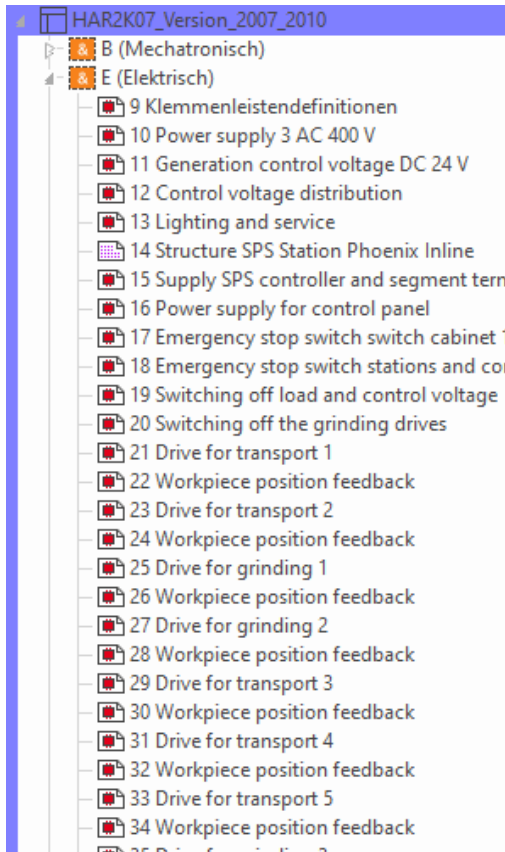 HAR2K07_Version_2007_2010
& B (Mechatronisch)
& E (Elektrisch)
9 Klemmenleistendefinitionen
10 Power supply 3 AC 400 V
11 Generation control voltage DC 24 V
12 Control voltage distribution
13 Lighting and service
14 Structure SPS Station Phoenix Inline
15 Supply SPS controller and segment
16 Power supply for control panel
17 Emergency stop switch switch cabinet
18 Emergency stop switch stations and
19 Switching off load and control voltage
20 Switching off the grinding drives
21 Drive for transport 1
22 Workpiece position feedback
23 Drive for transport 2
24 Workpiece position feedback
25 Drive for grinding 1
26 Workpiece position feedback
27 Drive for grinding 2
28 Workpiece position feedback
29 Drive for transport 3
30 Workpiece position feedback
31 Drive for transport 4
32 Workpiece position feedback
33 Drive for transport 5
34 Workpiece position feedback